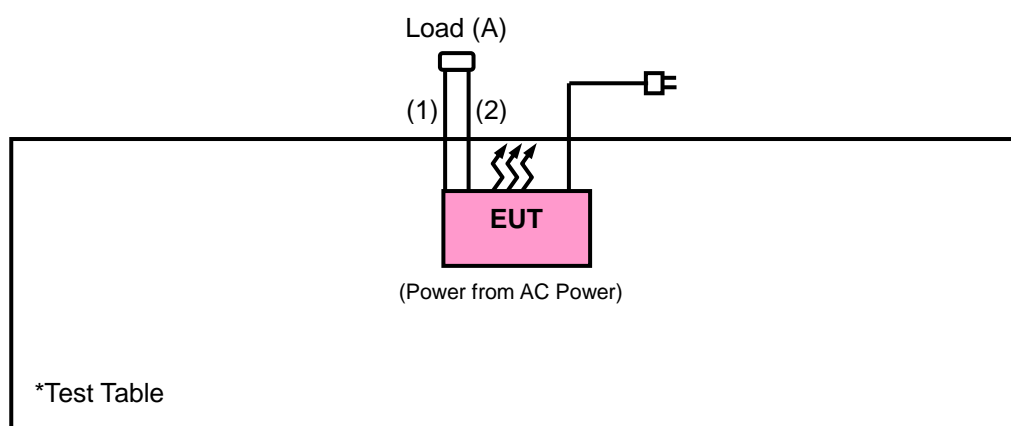 Load (A)
(1) (2)
EUT
(Power from AC Power)
*Test Table